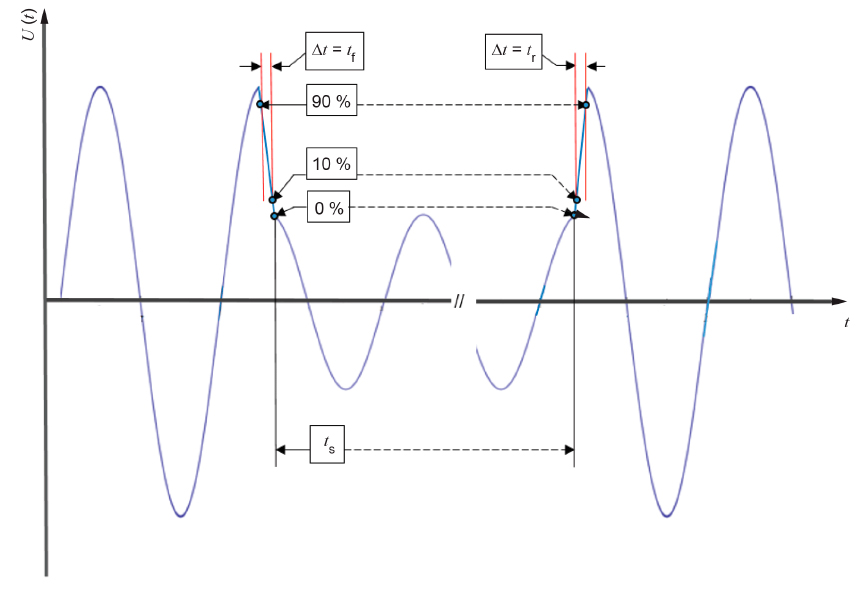 U(t)
Δt = tf
Δt = tr
90 %
10 %
0 %
//
t
ts